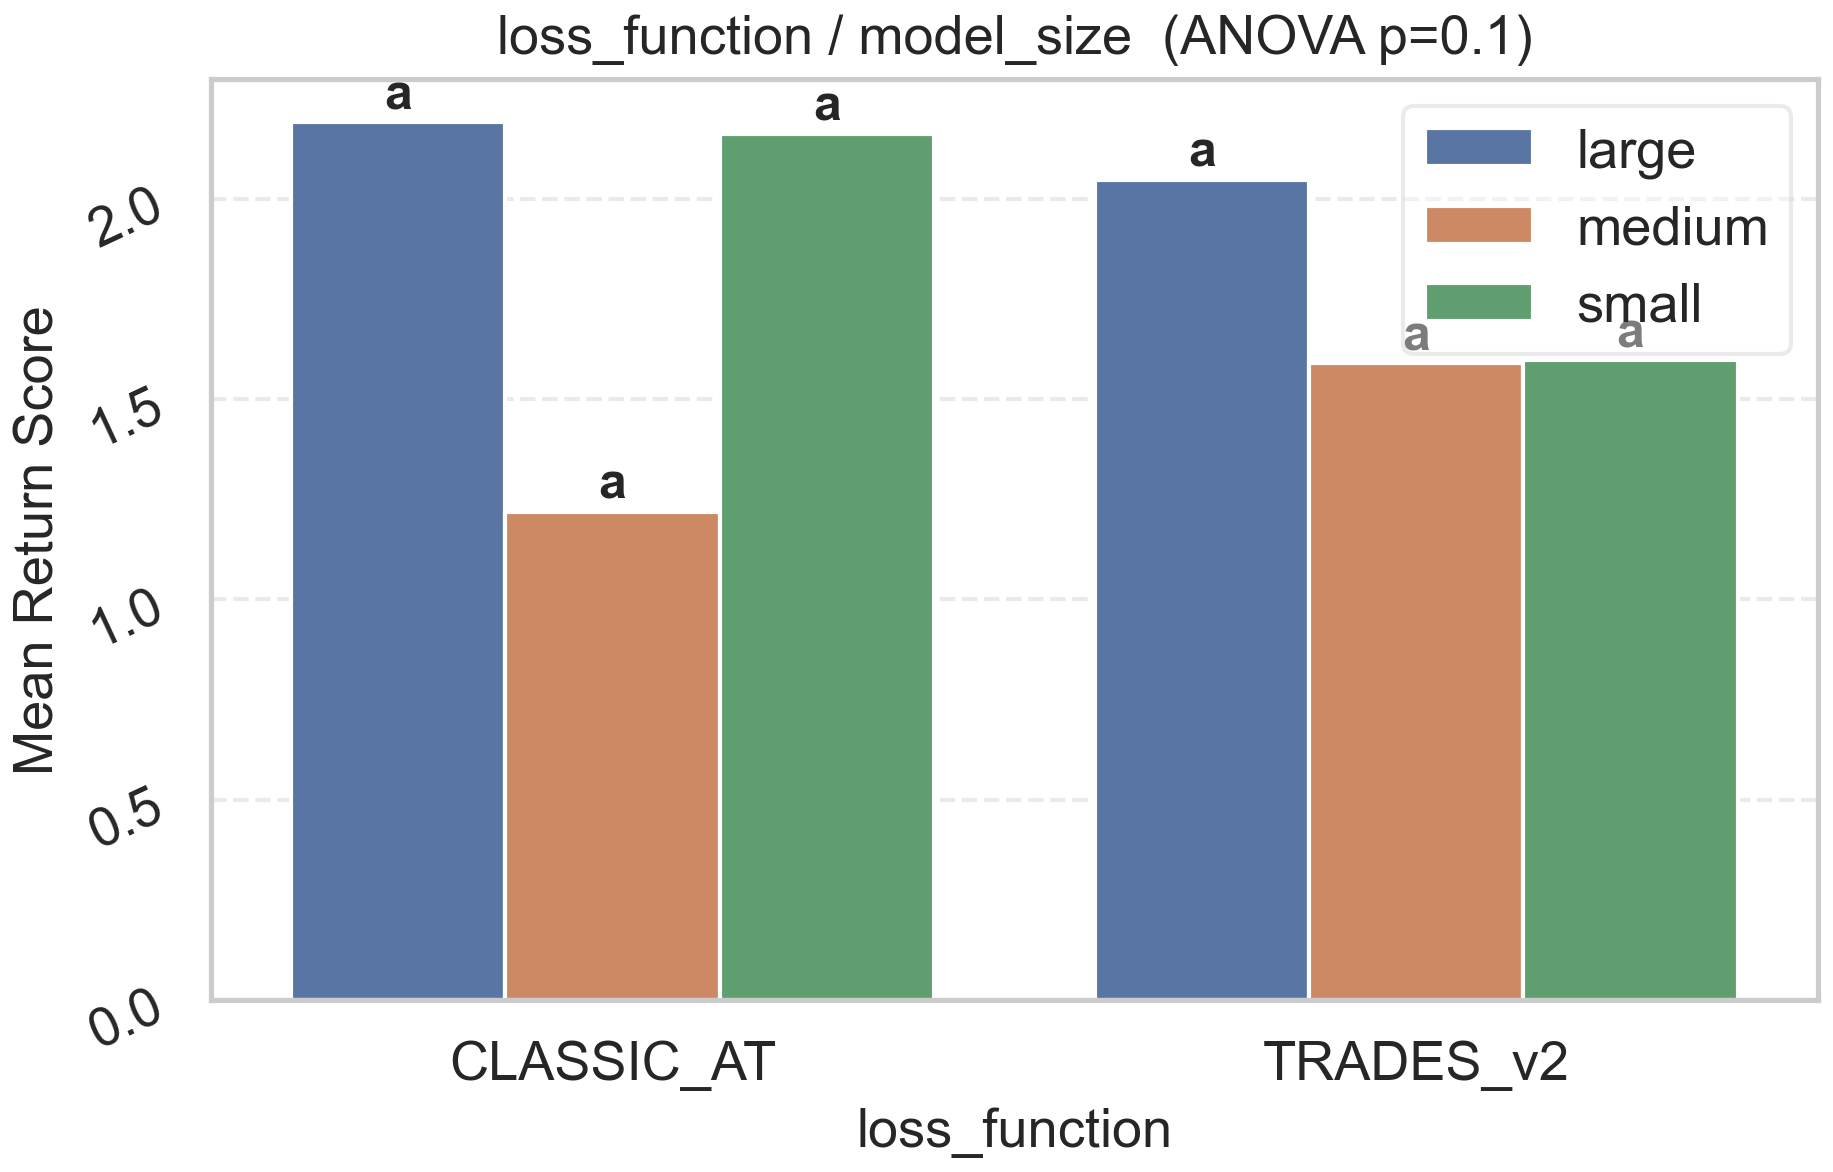 loss_function / model_size (ANOVA p=0.1)
a
a
a
large
medium
small
a
a
a
2.0
1.5
1.0
0.5
0.0
Mean Return Score
CLASSIC_AT
TRADES_v2
loss_function